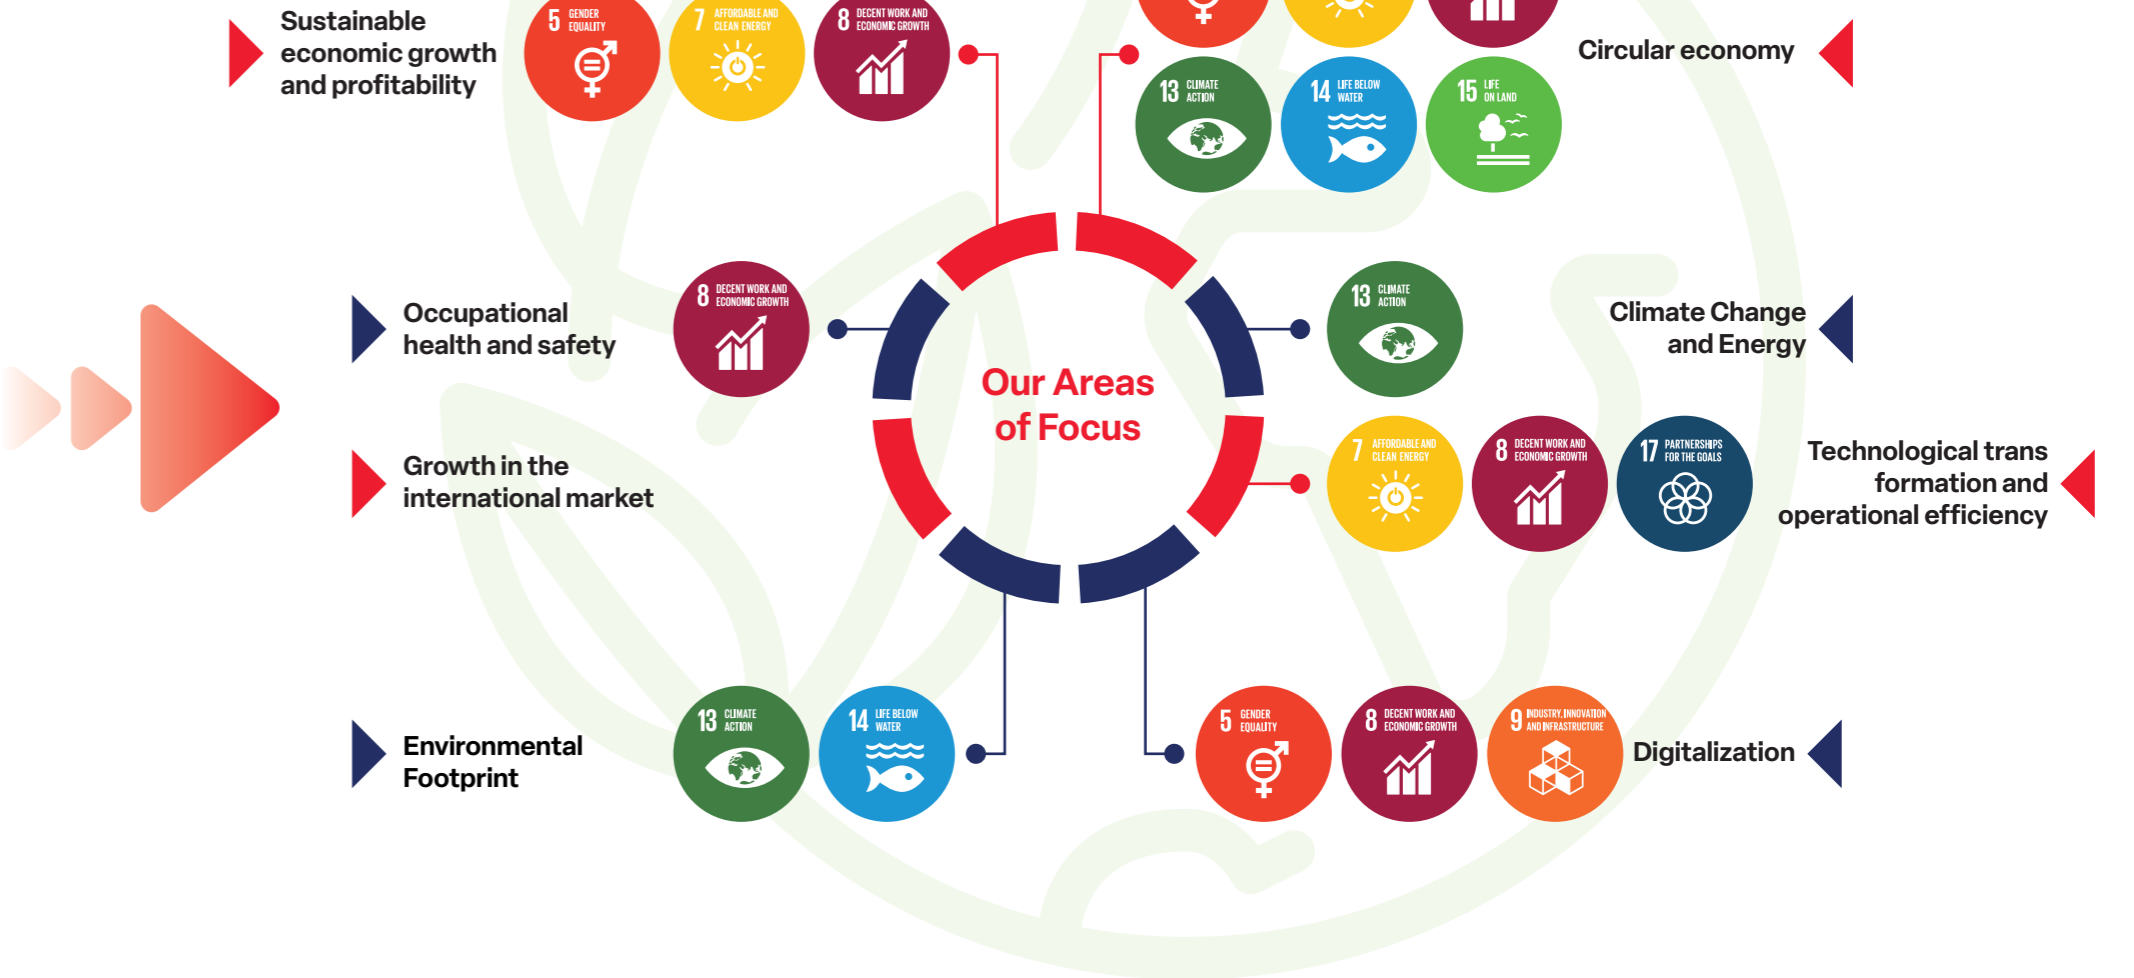 Sustainable
economic growth
and profitability
5 GENDER
EQUALITY
7 AFFORDABLE AND
CLEAN ENERGY
8 DECENT WORK AND
ECONOMIC GROWTH
Circular economy
13 CLIMATE
ACTION
14 LIFE BELOW
WATER
15 LIFE
ON LAND
Occupational
health and safety
8 DECENT WORK AND
ECONOMIC GROWTH
13 CLIMATE
ACTION
Climate Change
and Energy
Our Areas
of Focus
Growth in the
international market
7 AFFORDABLE AND
CLEAN ENERGY
8 DECENT WORK AND
ECONOMIC GROWTH
17 PARTNERSHIPS
FOR THE GOALS
Technological trans
formation and
operational efficiency
Environmental
Footprint
13 CLIMATE
ACTION
14 LIFE BELOW
WATER
5 GENDER
EQUALITY
8 DECENT WORK AND
ECONOMIC GROWTH
9 INDUSTRY, INNOVATION
AND INFRASTRUCTURE
Digitalization